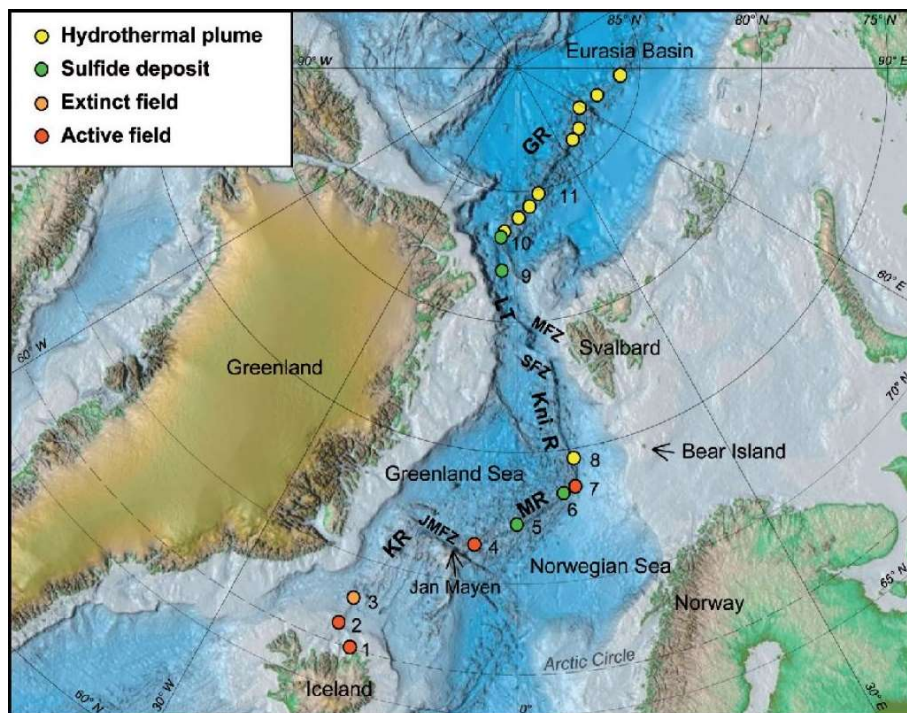 Hydrothermal plume
Sulfide deposit
Extinct field
Active field
85° N
80° N
75° N
Eurasia Basin
90° W
90° E
GR
11
10
9
60° E
LT
MFZ
Svalbard
SFZ
60° W
Greenland
70° N
Kni. R
Bear Island
8
Greenland Sea
7
MR
6
5
JMFZ
KR
4
Norwegian Sea
65° N
Jan Mayen
Norway
3
2
1
Arctic Circle
Iceland
60° N
30° W
0°
30° E